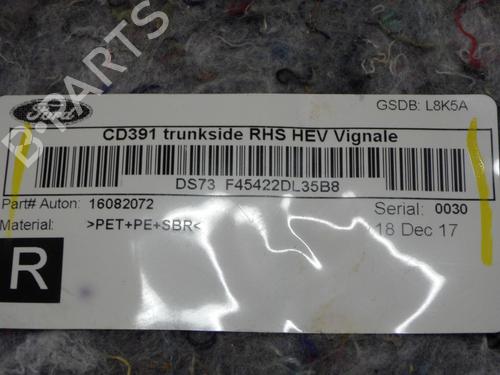 B-PARTS
Ford
GSDB: L8K5A
CD391 trunkside RHS HEV Vignale
DS73 F45422DL35B8
Part# Auton: 16082072
Serial: 0030
Material: >PET+PE+SBR<
18 Dec 17
R
B-PARTS